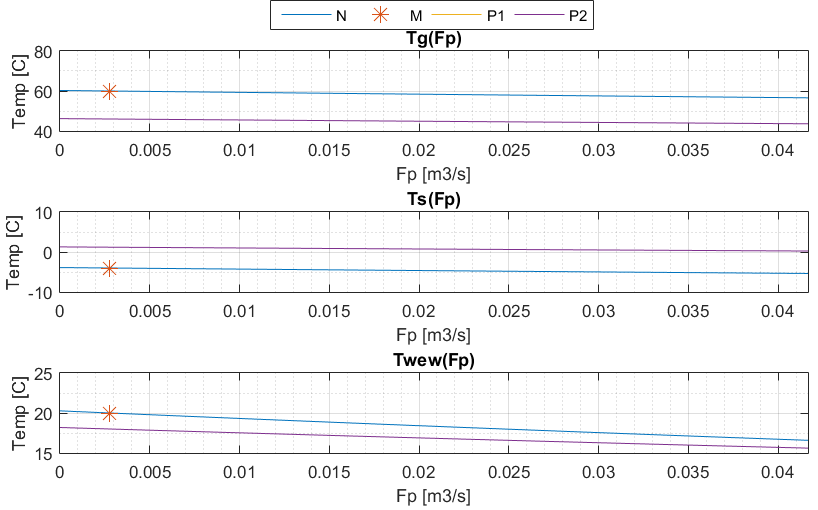 N M P1 P2
Tg(Fp)
80
60
40
Temp [C]
0 0.005 0.01 0.015 0.02 0.025 0.03 0.035 0.04
Fp [m3/s]
Ts(Fp)
10
0
-10
Temp [C]
0 0.005 0.01 0.015 0.02 0.025 0.03 0.035 0.04
Fp [m3/s]
Twew(Fp)
25
20
15
Temp [C]
0 0.005 0.01 0.015 0.02 0.025 0.03 0.035 0.04
Fp [m3/s]